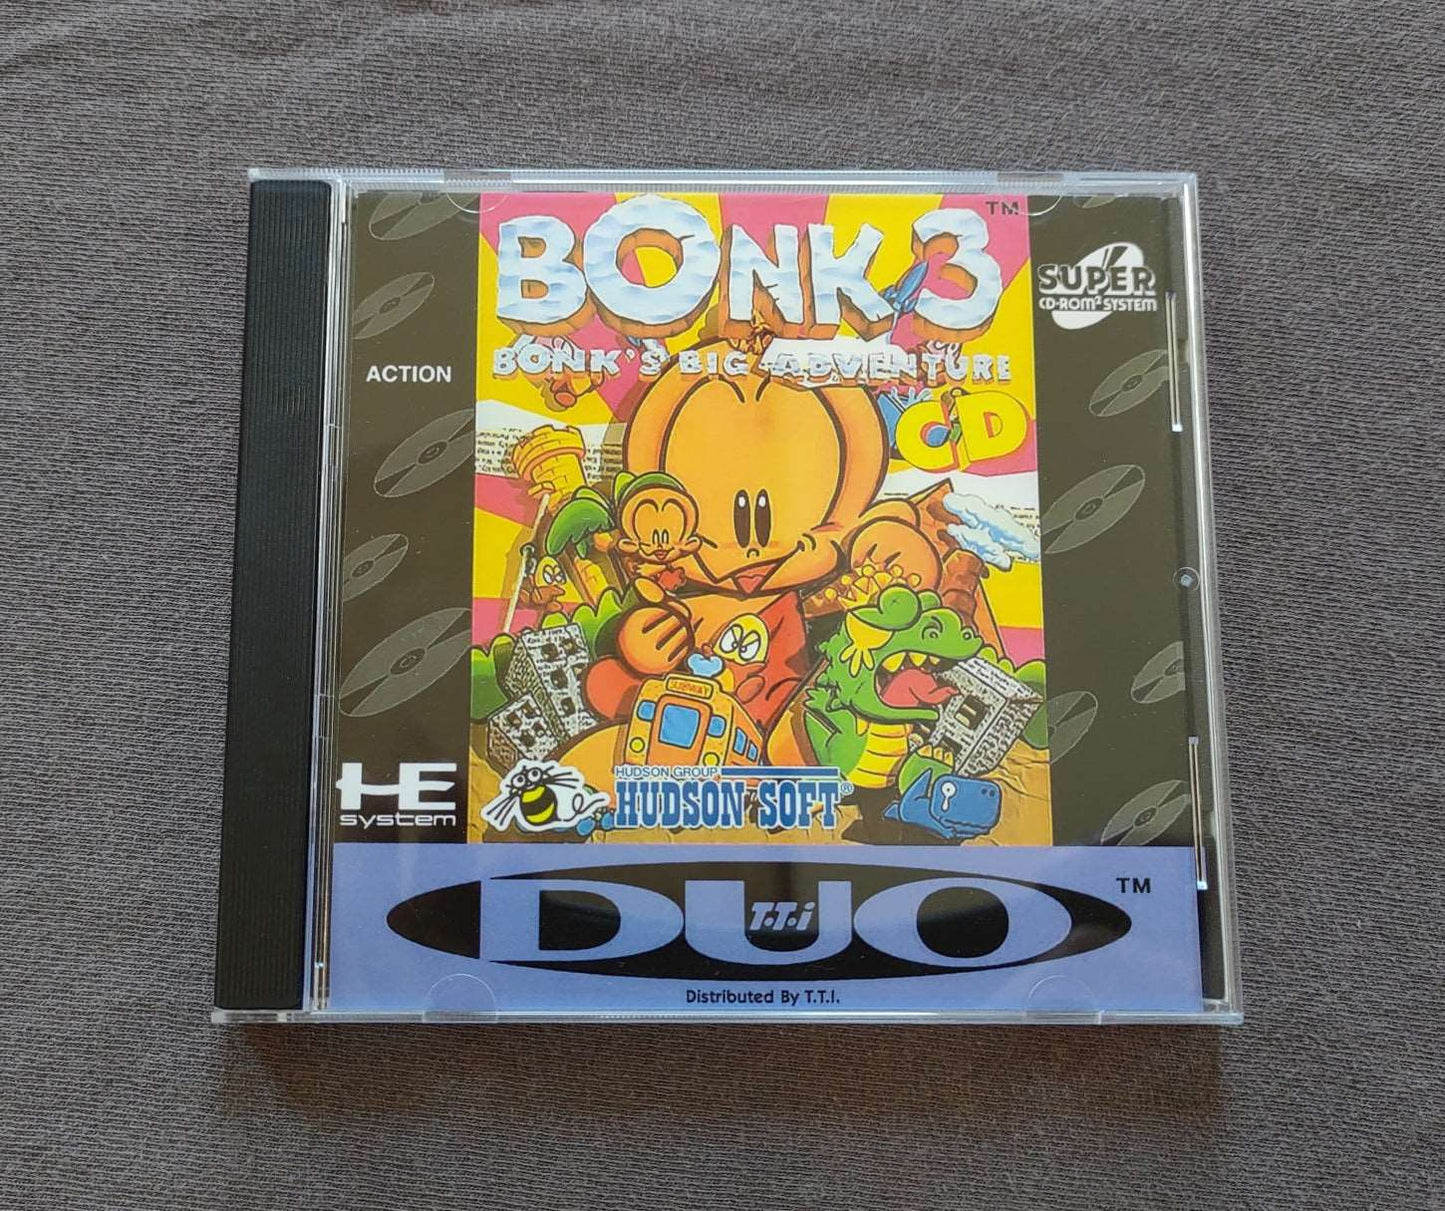 BONK 3 ™
BONK'S BIG ADVENTURE
CD
SUPER
CD-ROM² SYSTEM
ACTION
SUBWAY
HE
system
HUDSON GROUP
HUDSON SOFT®
DUO ™
T.T.i
Distributed By T.T.I.